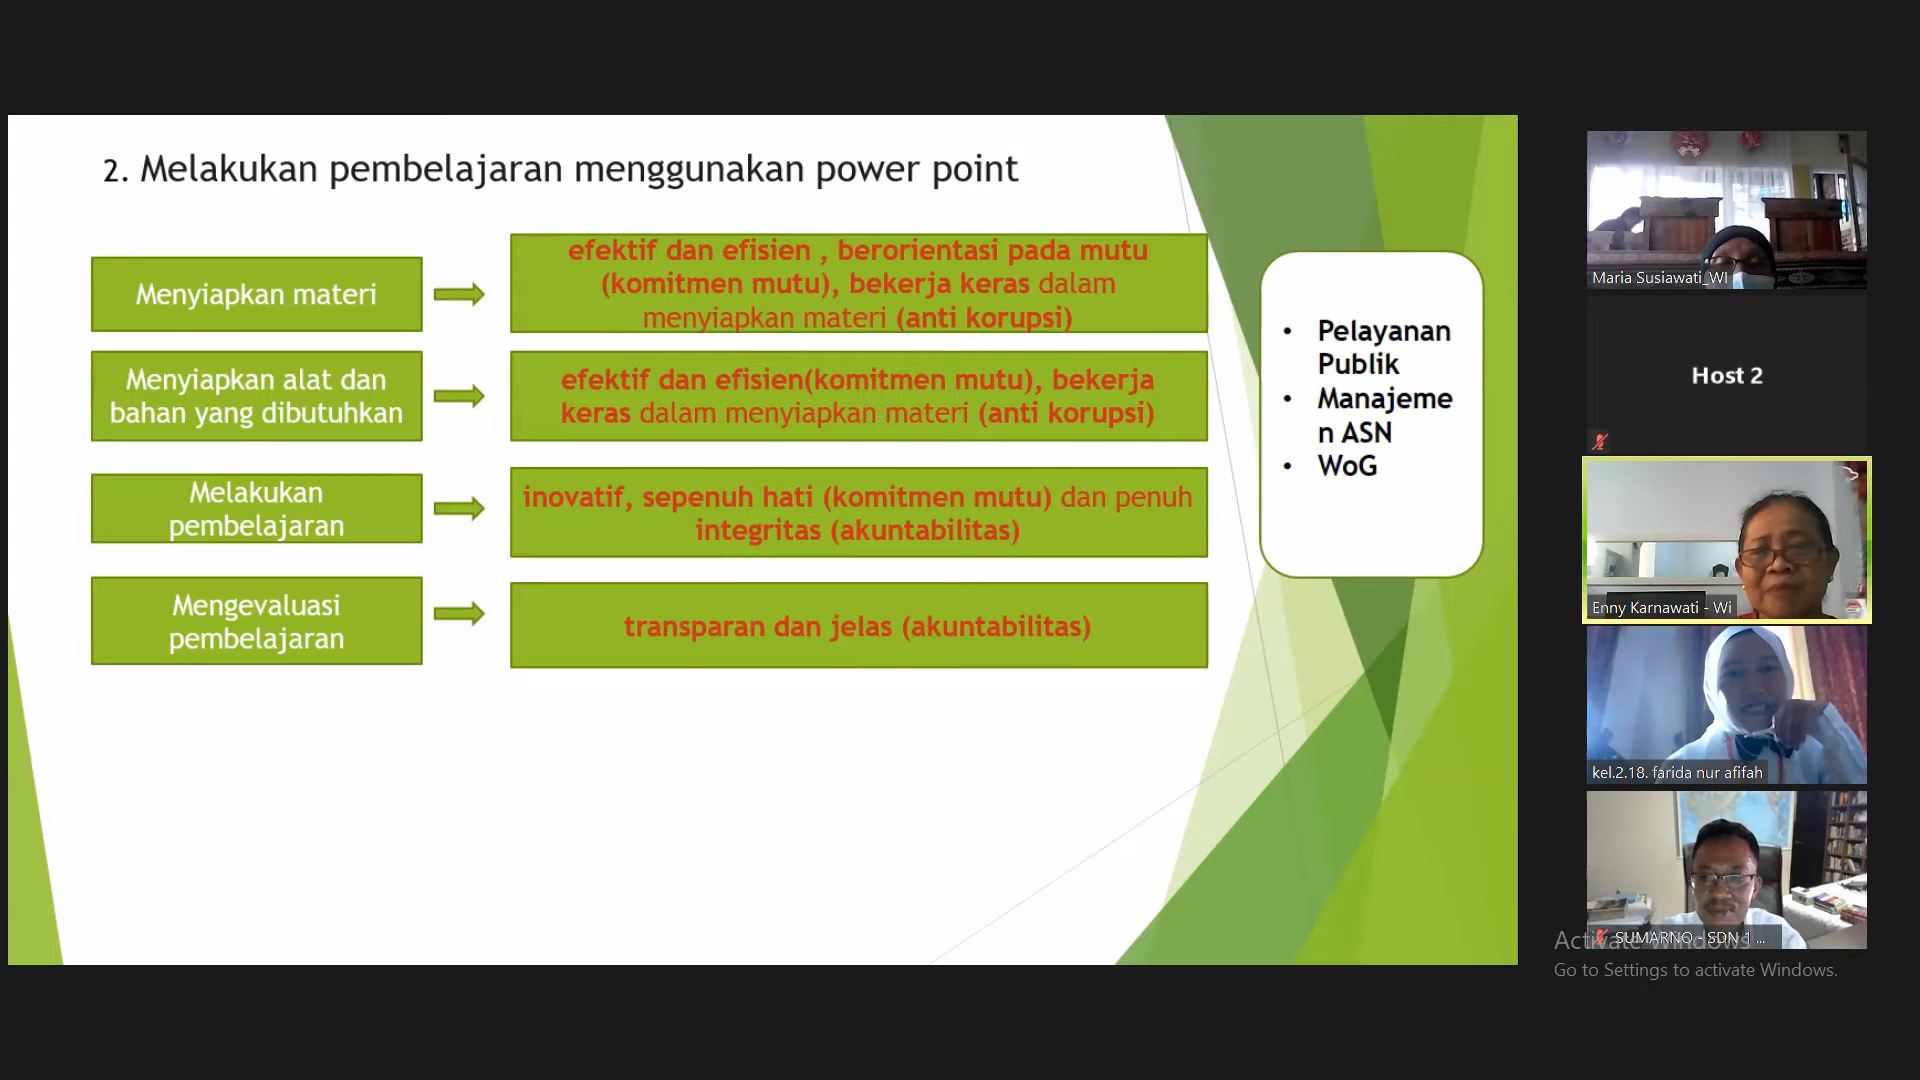 2. Melakukan pembelajaran menggunakan power point
Menyiapkan materi
efektif dan efisien , berorientasi pada mutu
(komitmen mutu), bekerja keras dalam
menyiapkan materi (anti korupsi)
Menyiapkan alat dan
bahan yang dibutuhkan
efektif dan efisien(komitmen mutu), bekerja
keras dalam menyiapkan materi (anti korupsi)
Melakukan
pembelajaran
inovatif, sepenuh hati (komitmen mutu) dan penuh
integritas (akuntabilitas)
Mengevaluasi
pembelajaran
transparan dan jelas (akuntabilitas)
• Pelayanan
Publik
• Manajeme
n ASN
• WoG
Maria Susiawati_WI
Host 2
Enny Karnawati - Wi
kel.2.18. farida nur afifah
SUMARNO - SDN 1 ...
Activate Windows
Go to Settings to activate Windows.